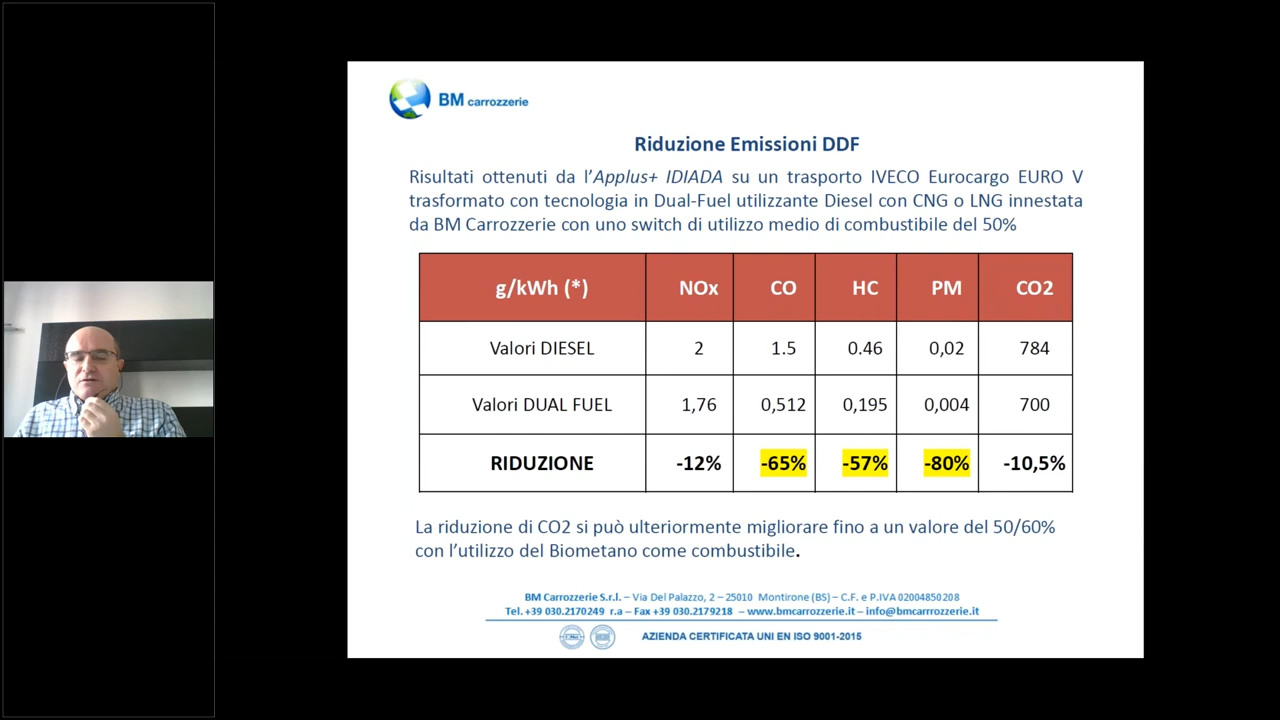 BM carrozzerie
Riduzione Emissioni DDF
Risultati ottenuti da l’Applus+ IDIADA su un trasporto IVECO Eurocargo EURO V
trasformato con tecnologia in Dual-Fuel utilizzante Diesel con CNG o LNG innestata
da BM Carrozzerie con uno switch di utilizzo medio di combustibile del 50%
g/kWh (*) NOx CO HC PM CO2
Valori DIESEL 2 1.5 0.46 0,02 784
Valori DUAL FUEL 1,76 0,512 0,195 0,004 700
RIDUZIONE -12% -65% -57% -80% -10,5%
La riduzione di CO2 si può ulteriormente migliorare fino a un valore del 50/60%
con l’utilizzo del Biometano come combustibile.
BM Carrozzerie S.r.l. – Via Del Palazzo, 2 – 25010 Montirone (BS) – C.F. e P.IVA 02004850208
Tel. +39 030.2170249 r.a – Fax +39 030.2179218 – www.bmcarrozzerie.it – info@bmcarrrozzerie.it
AZIENDA CERTIFICATA UNI EN ISO 9001-2015